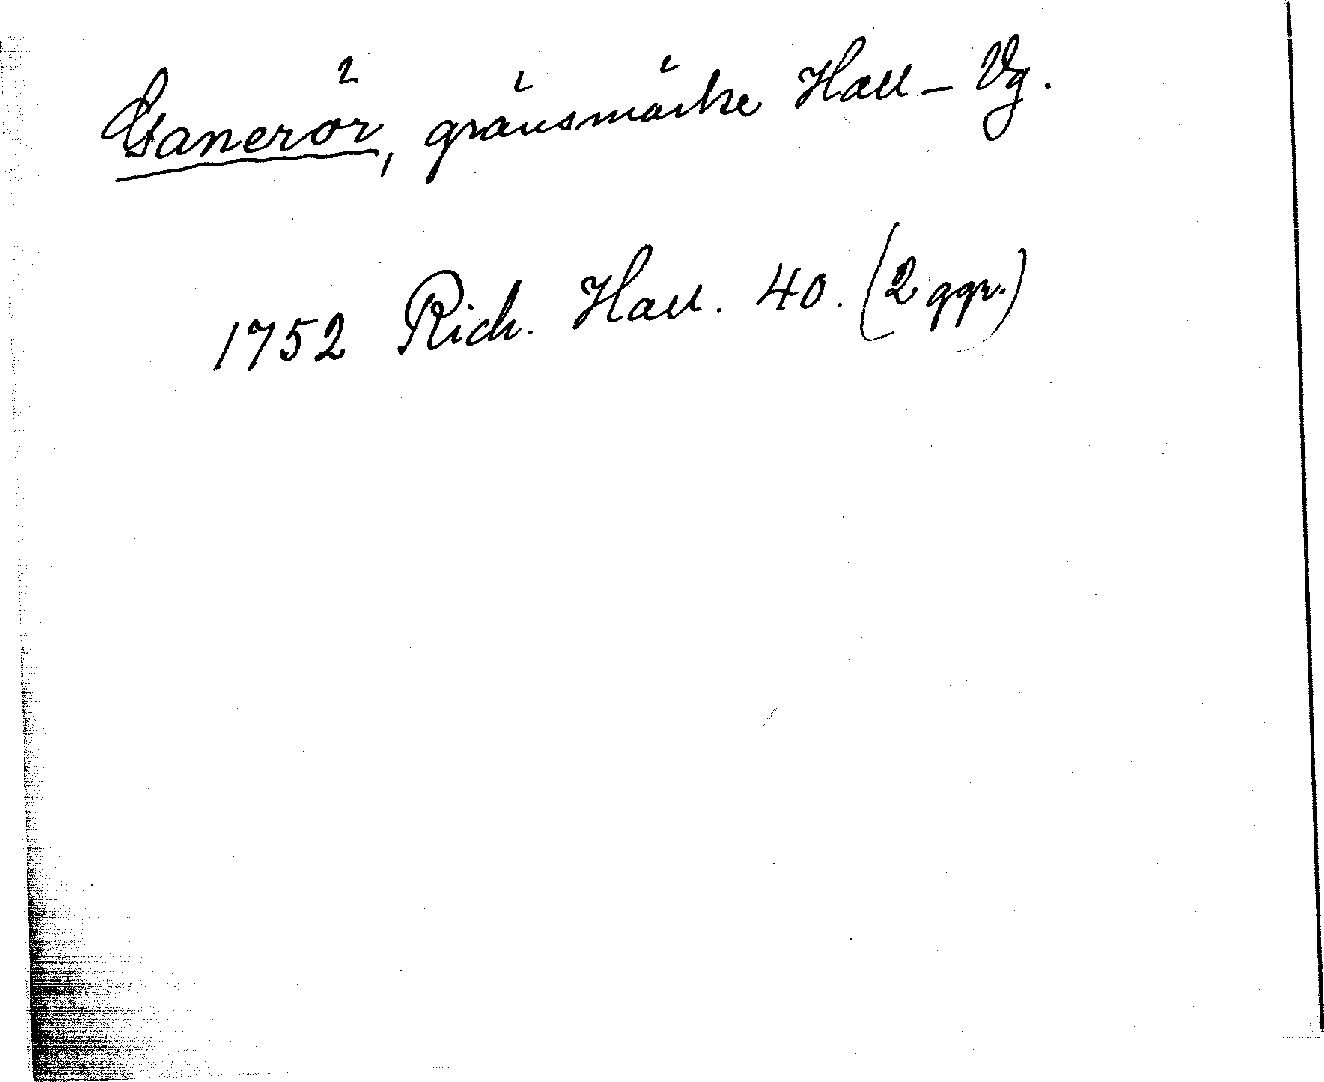 Ganerör, gränsmärke Hall – Vg.
1752 Rich. Hall. 40. (2 ggr.)